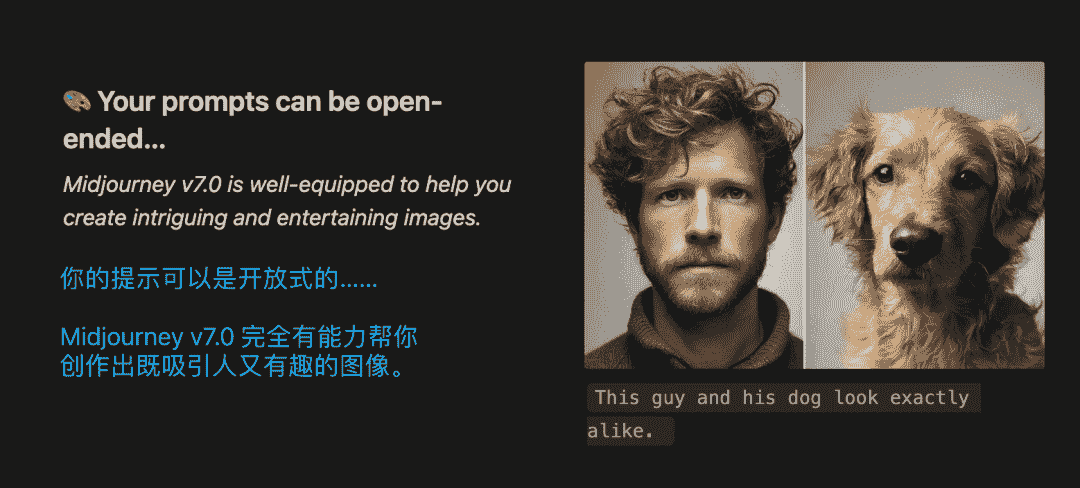 🎨 Your prompts can be open-
ended...
Midjourney v7.0 is well-equipped to help you
create intriguing and entertaining images.
你的提示可以是开放式的……
Midjourney v7.0 完全有能力帮你
创作出既吸引人又有趣的图像。
This guy and his dog look exactly
alike.